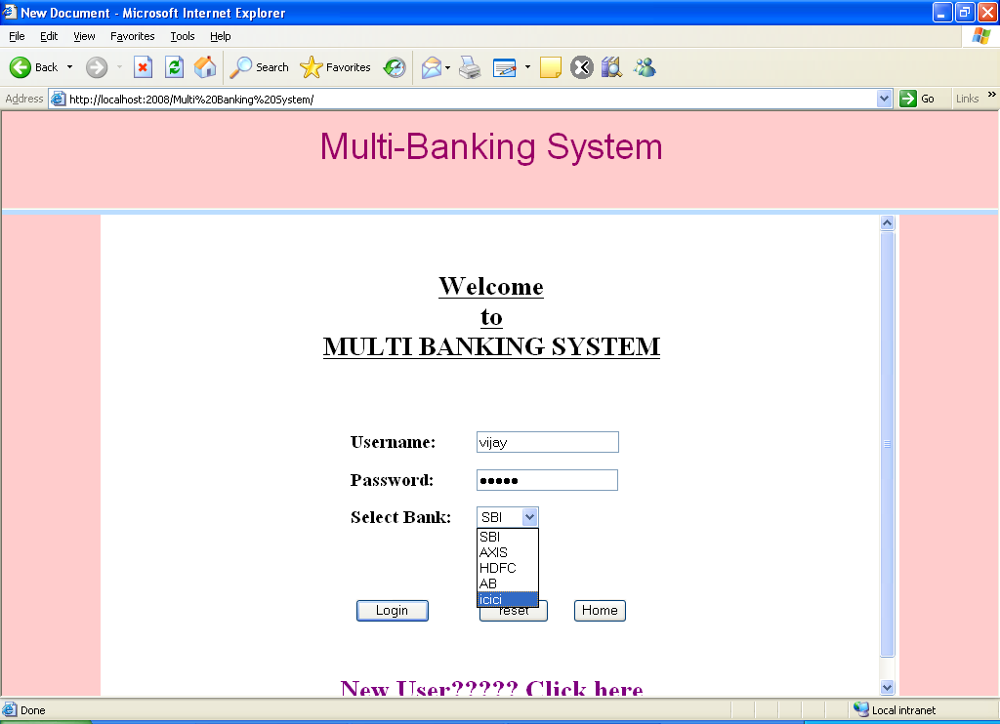 New Document - Microsoft Internet Explorer
File Edit View Favorites Tools Help
Back Search Favorites
Address http://localhost:2008/Multi%20Banking%20System/ Go Links »
Multi-Banking System
Welcome
to
MULTI BANKING SYSTEM
Username: vijay
Password: •••••
Select Bank: SBI
SBI
AXIS
HDFC
AB
icici
Login reset Home
New User????? Click here
Done Local intranet